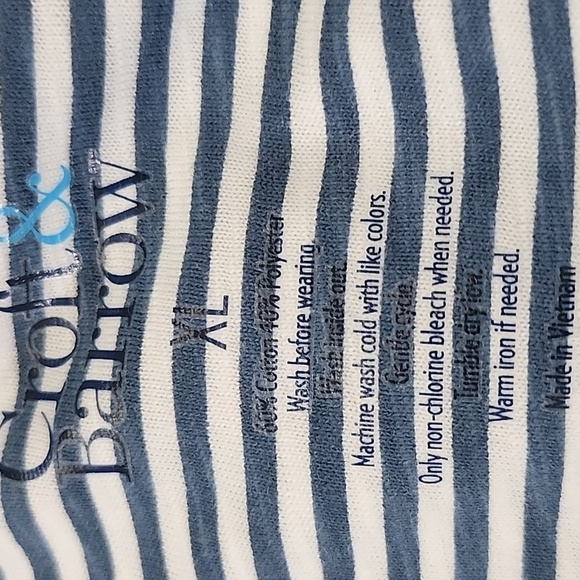 Croft &
Barrow
XL
60% Cotton 40% Polyester
Wash before wearing
Wash inside out
Machine wash cold with like colors.
Gentle cycle.
Only non-chlorine bleach when needed.
Tumble dry low.
Warm iron if needed.
Made in Vietnam